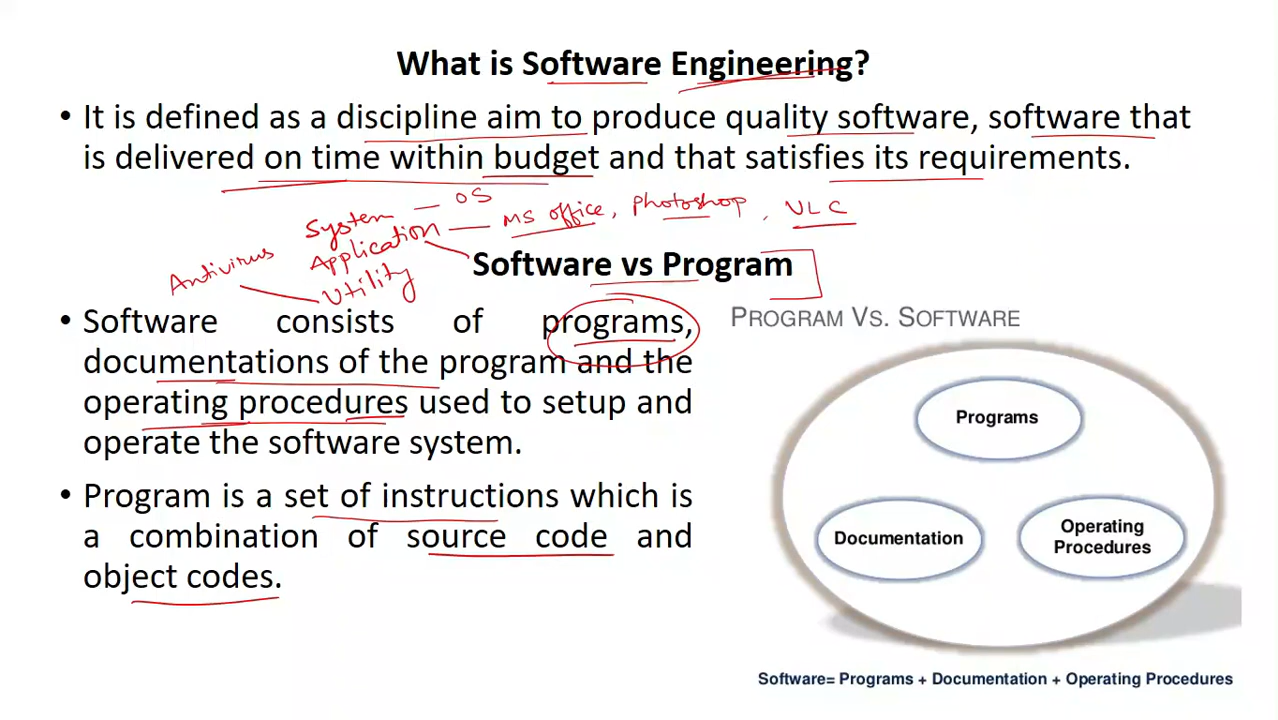 What is Software Engineering?
• It is defined as a discipline aim to produce quality software, software that
is delivered on time within budget and that satisfies its requirements.
System — OS
Application — MS office, Photoshop, VLC
Antivirus
Utility
Software vs Program
• Software consists of programs,
documentations of the program and the
operating procedures used to setup and
operate the software system.
• Program is a set of instructions which is
a combination of source code and
object codes.
PROGRAM VS. SOFTWARE
Programs
Documentation
Operating
Procedures
Software= Programs + Documentation + Operating Procedures